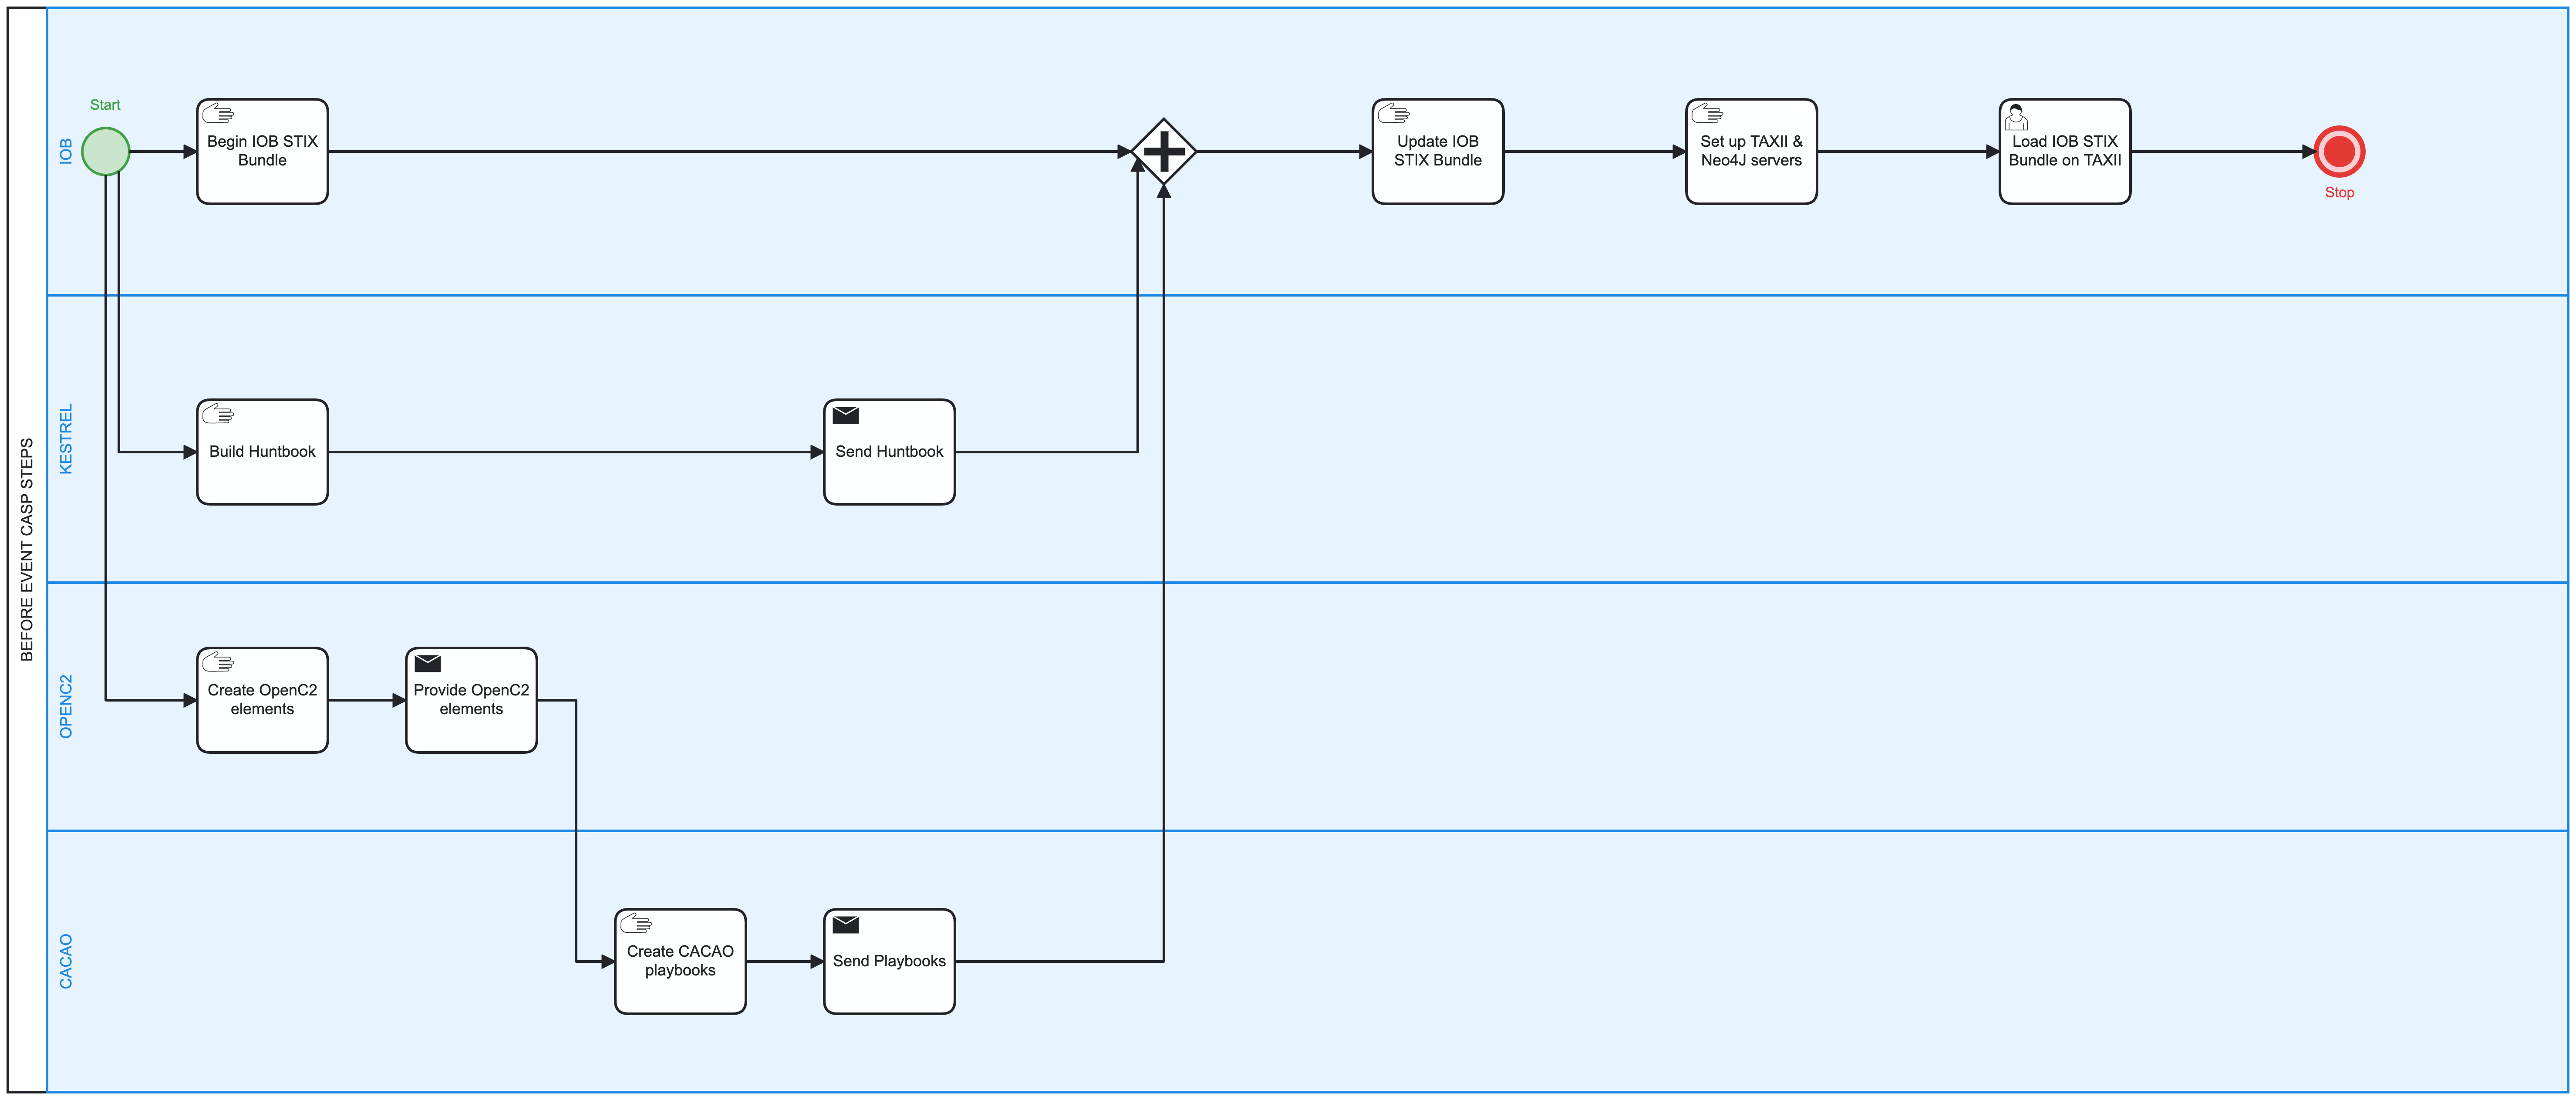 BEFORE EVENT CASP STEPS
IOB
Start
Begin IOB STIX
Bundle
Update IOB
STIX Bundle
Set up TAXII &
Neo4J servers
Load IOB STIX
Bundle on TAXII
Stop
KESTREL
Build Huntbook
Send Huntbook
OPENC2
Create OpenC2
elements
Provide OpenC2
elements
CACAO
Create CACAO
playbooks
Send Playbooks